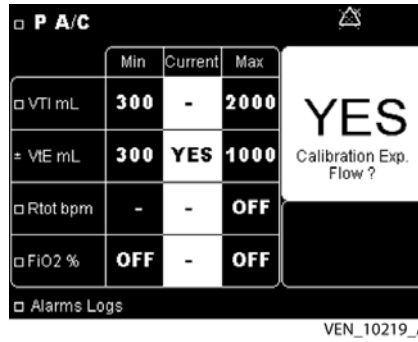 P A/C
Min Current Max
VTI mL 300 - 2000
± VtE mL 300 YES 1000
Rtot bpm - - OFF
FiO2 % OFF - OFF
YES
Calibration Exp.
Flow ?
Alarms Logs
VEN_10219_